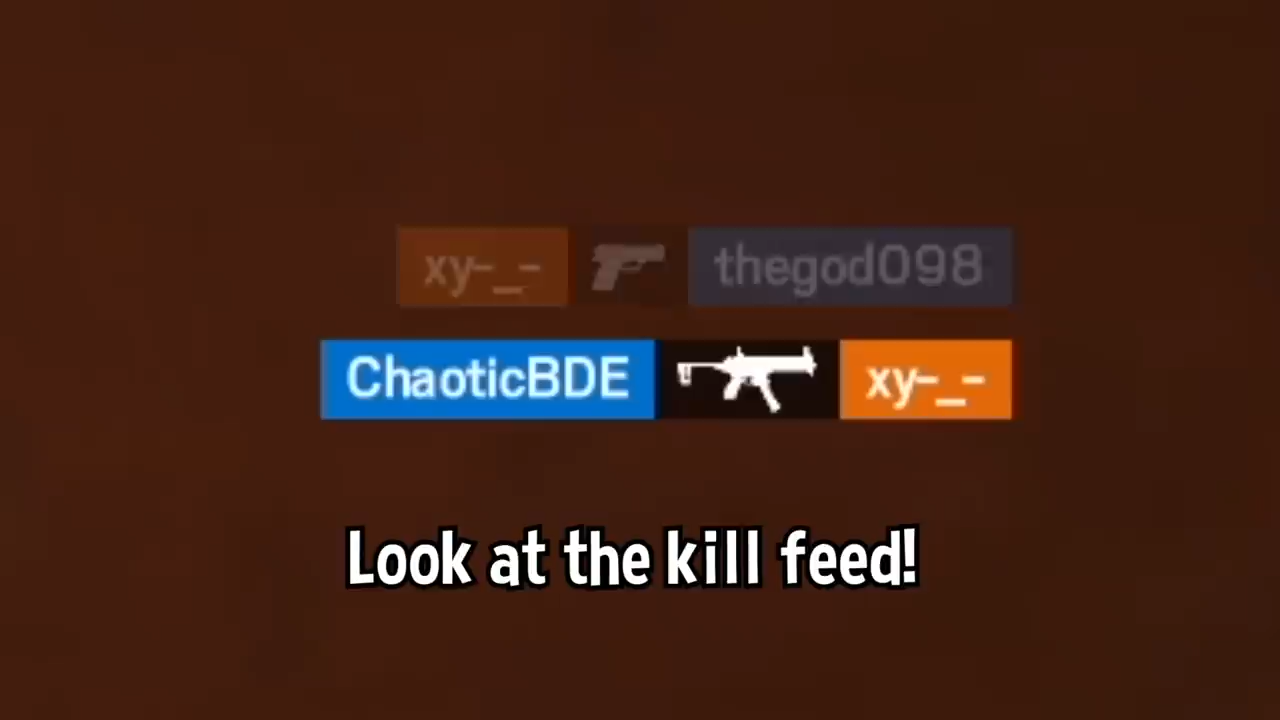 xy-_- thegod098
ChaoticBDE xy-_-
Look at the kill feed!